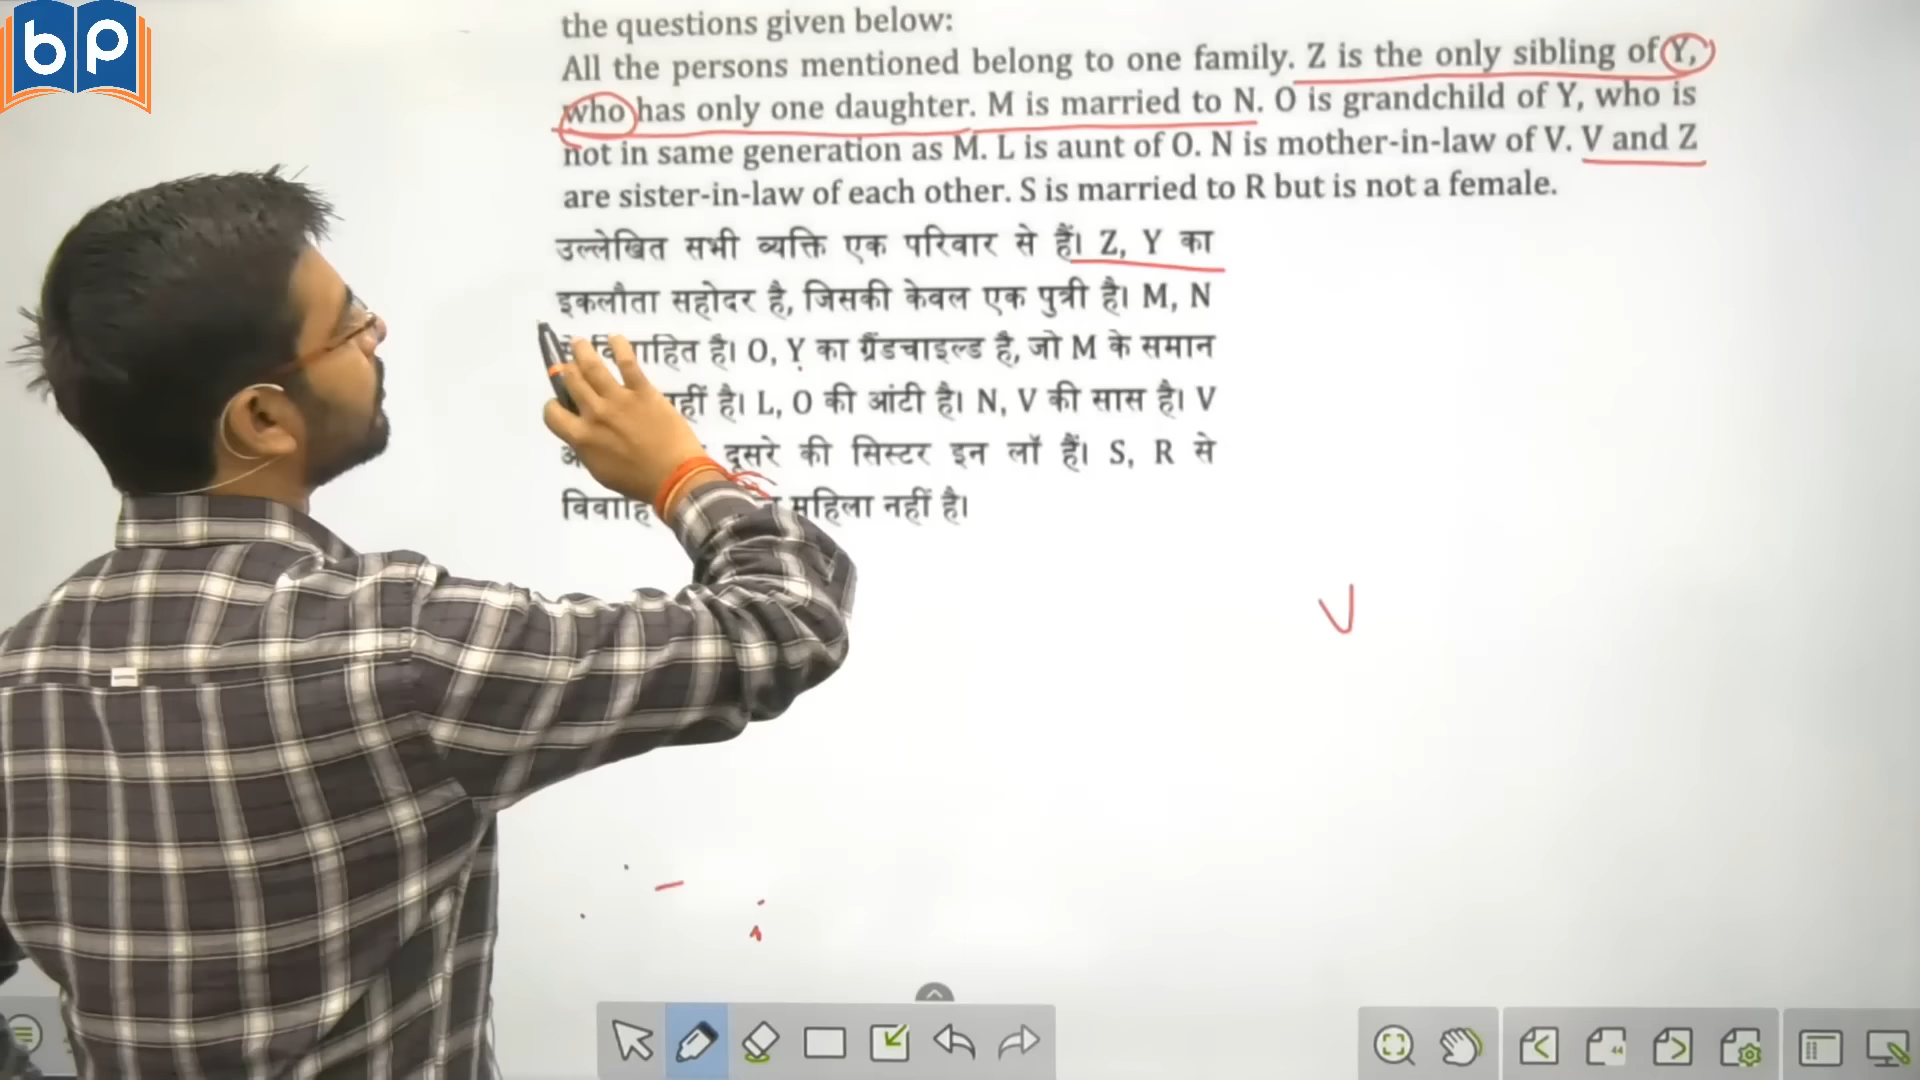 bp
the questions given below:
All the persons mentioned belong to one family. Z is the only sibling of Y,
who has only one daughter. M is married to N. O is grandchild of Y, who is
not in same generation as M. L is aunt of O. N is mother-in-law of V. V and Z
are sister-in-law of each other. S is married to R but is not a female.
उल्लेखित सभी व्यक्ति एक परिवार से हैं। Z, Y का
इकलौता सहोदर है, जिसकी केवल एक पुत्री है। M, N
है। O, Y का ग्रैंडचाइल्ड है, जो M के समान
है। L, O की आंटी है। N, V की सास है। V
दूसरे की सिस्टर इन लॉ हैं। S, R से
महिला नहीं है।
V
44